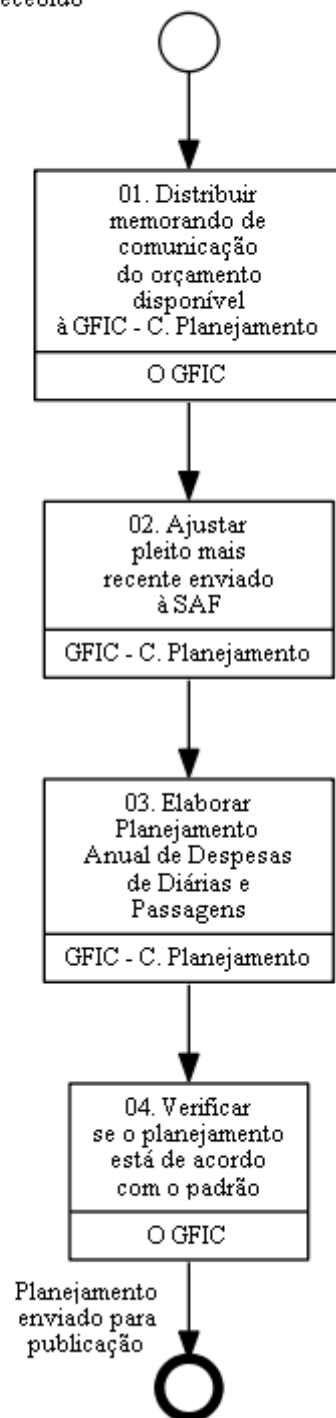 01. Distribuir
memorando de
comunicação
do orçamento
disponível
à GFIC - C. Planejamento
O GFIC
02. Ajustar
pleito mais
recente enviado
à SAF
GFIC - C. Planejamento
03. Elaborar
Planejamento
Anual de Despesas
de Diárias e
Passagens
GFIC - C. Planejamento
04. Verificar
se o planejamento
está de acordo
com o padrão
O GFIC
Planejamento
enviado para
publicação